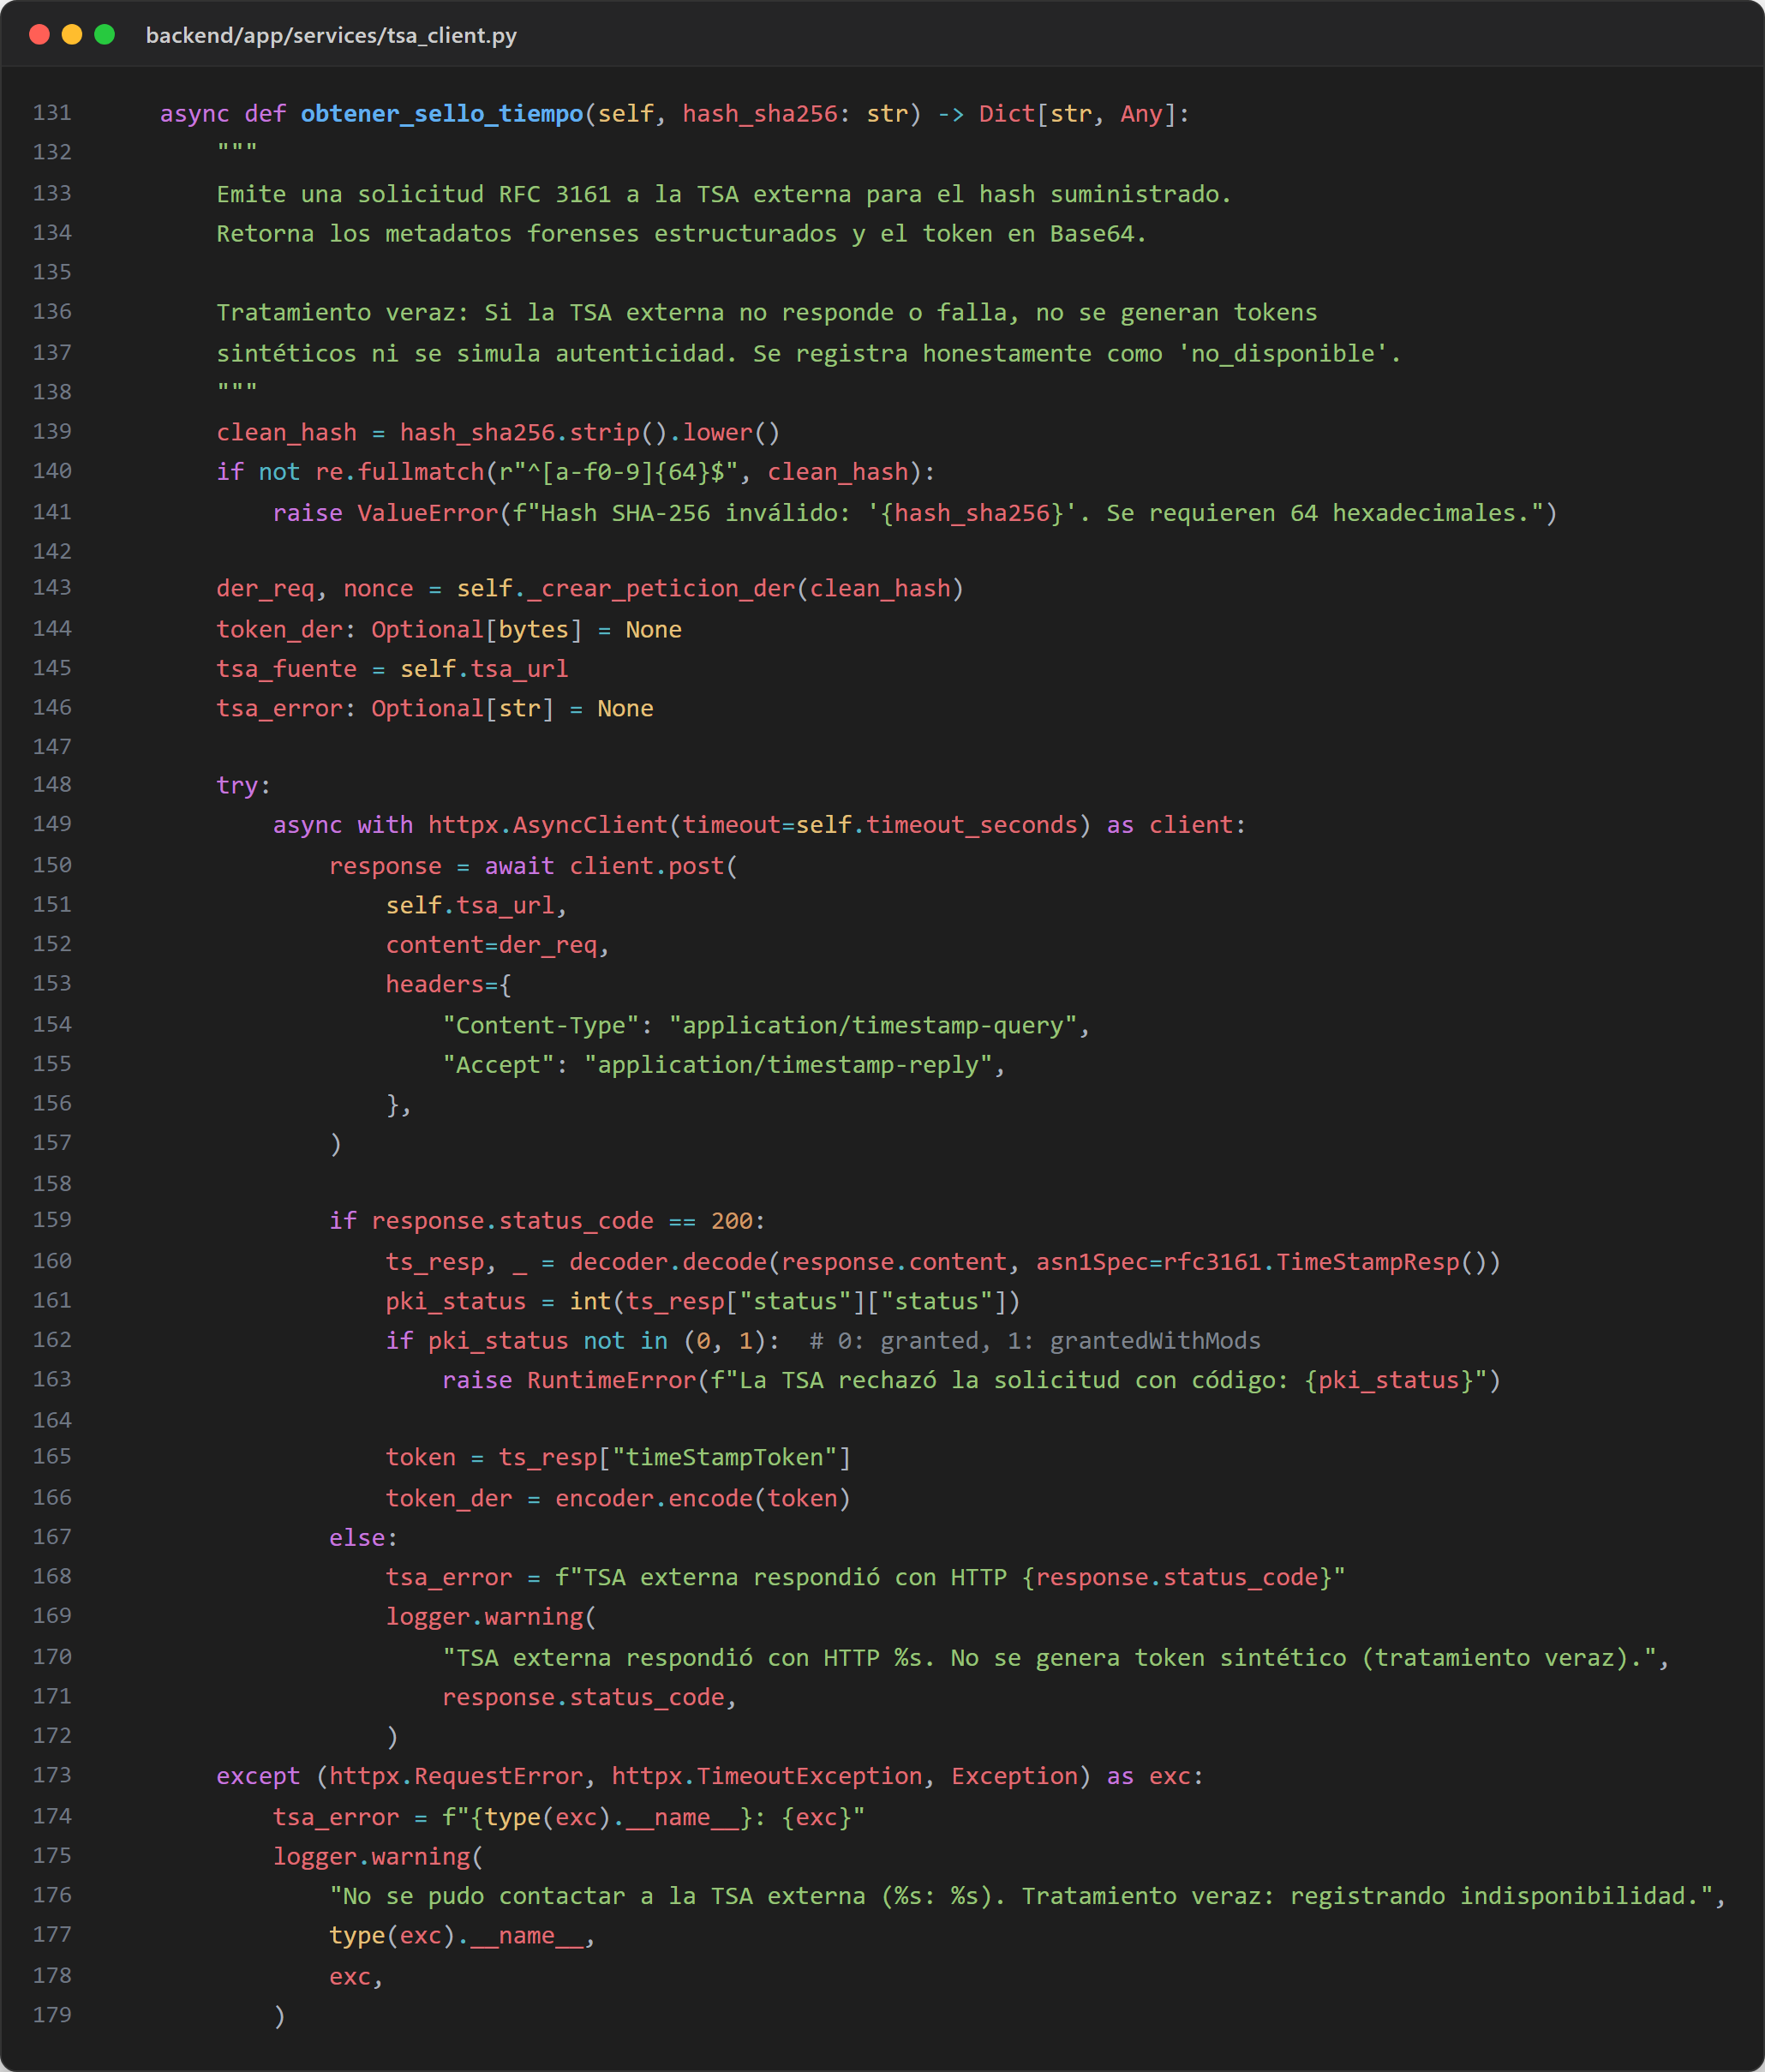 backend/app/services/tsa_client.py
131    async def obtener_sello_tiempo(self, hash_sha256: str) -> Dict[str, Any]:
132        """
133        Emite una solicitud RFC 3161 a la TSA externa para el hash suministrado.
134        Retorna los metadatos forenses estructurados y el token en Base64.
135
136        Tratamiento veraz: Si la TSA externa no responde o falla, no se generan tokens
137        sintéticos ni se simula autenticidad. Se registra honestamente como 'no_disponible'.
138        """
139        clean_hash = hash_sha256.strip().lower()
140        if not re.fullmatch(r"^[a-f0-9]{64}$", clean_hash):
141            raise ValueError(f"Hash SHA-256 inválido: '{hash_sha256}'. Se requieren 64 hexadecimales.")
142
143        der_req, nonce = self._crear_peticion_der(clean_hash)
144        token_der: Optional[bytes] = None
145        tsa_fuente = self.tsa_url
146        tsa_error: Optional[str] = None
147
148        try:
149            async with httpx.AsyncClient(timeout=self.timeout_seconds) as client:
150                response = await client.post(
151                    self.tsa_url,
152                    content=der_req,
153                    headers={
154                        "Content-Type": "application/timestamp-query",
155                        "Accept": "application/timestamp-reply",
156                    },
157                )
158
159                if response.status_code == 200:
160                    ts_resp, _ = decoder.decode(response.content, asn1Spec=rfc3161.TimeStampResp())
161                    pki_status = int(ts_resp["status"]["status"])
162                    if pki_status not in (0, 1):  # 0: granted, 1: grantedWithMods
163                        raise RuntimeError(f"La TSA rechazó la solicitud con código: {pki_status}")
164
165                    token = ts_resp["timeStampToken"]
166                    token_der = encoder.encode(token)
167                else:
168                    tsa_error = f"TSA externa respondió con HTTP {response.status_code}"
169                    logger.warning(
170                        "TSA externa respondió con HTTP %s. No se genera token sintético (tratamiento veraz).",
171                        response.status_code,
172                    )
173        except (httpx.RequestError, httpx.TimeoutException, Exception) as exc:
174            tsa_error = f"{type(exc).__name__}: {exc}"
175            logger.warning(
176                "No se pudo contactar a la TSA externa (%s: %s). Tratamiento veraz: registrando indisponibilidad.",
177                type(exc).__name__,
178                exc,
179            )